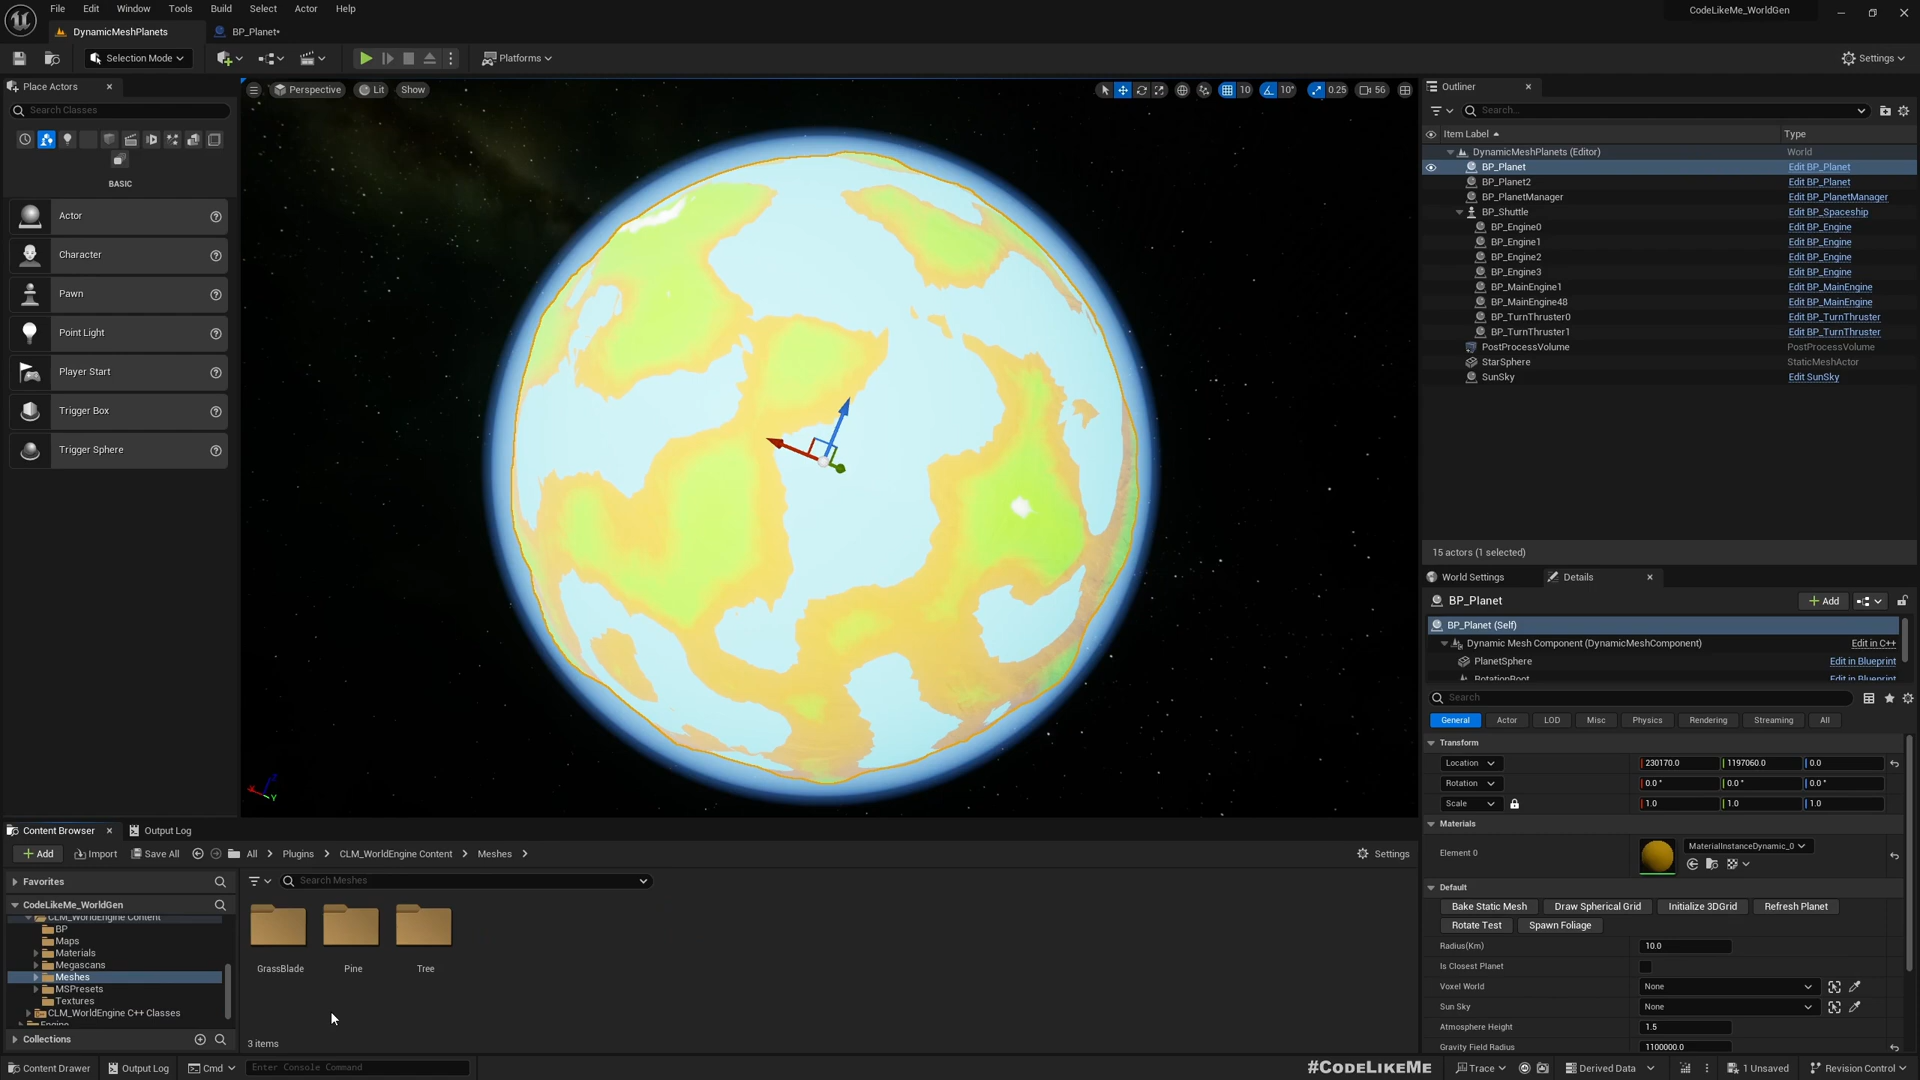 File Edit Window Tools Build Select Actor Help
CodeLikeMe_WorldGen
DynamicMeshPlanets
BP_Planet•
Selection Mode
Platforms
Settings
Place Actors
Search Classes
BASIC
Actor
Character
Pawn
Point Light
Player Start
Trigger Box
Trigger Sphere
Perspective Lit Show
10 10° 0.25 56
Outliner
Search...
Item Label Type
DynamicMeshPlanets (Editor) World
BP_Planet Edit BP_Planet
BP_Planet2 Edit BP_Planet
BP_PlanetManager Edit BP_PlanetManager
BP_Shuttle Edit BP_Spaceship
BP_Engine0 Edit BP_Engine
BP_Engine1 Edit BP_Engine
BP_Engine2 Edit BP_Engine
BP_Engine3 Edit BP_Engine
BP_MainEngine1 Edit BP_MainEngine
BP_MainEngine48 Edit BP_MainEngine
BP_TurnThruster0 Edit BP_TurnThruster
BP_TurnThruster1 Edit BP_TurnThruster
PostProcessVolume PostProcessVolume
StarSphere StaticMeshActor
SunSky Edit SunSky
15 actors (1 selected)
World Settings Details
BP_Planet
Add
BP_Planet (Self)
Dynamic Mesh Component (DynamicMeshComponent) Edit in C++
PlanetSphere Edit in Blueprint
RotationRoot Edit in Blueprint
Search
General Actor LOD Misc Physics Rendering Streaming All
Transform
Location 230170.0 1197060.0 0.0
Rotation 0.0 ° 0.0 ° 0.0 °
Scale 1.0 1.0 1.0
Materials
Element 0
MaterialInstanceDynamic_0
Default
Bake Static Mesh Draw Spherical Grid Initialize 3DGrid Refresh Planet
Rotate Test Spawn Foliage
Radius(Km) 10.0
Is Closest Planet
Voxel World None
Sun Sky None
Atmosphere Height 1.5
Gravity Field Radius 1100000.0
X Y
Content Browser Output Log
Add Import Save All All Plugins CLM_WorldEngine Content Meshes Settings
Favorites
Search Meshes
CodeLikeMe_WorldGen
CLM_WorldEngine Content
BP
Maps
Materials
Megascans
Meshes
MSPresets
Textures
CLM_WorldEngine C++ Classes
Engine
Collections
GrassBlade Pine Tree
3 items
Content Drawer Output Log Cmd Enter Console Command
#CODELIKEME
Trace Derived Data 1 Unsaved Revision Control